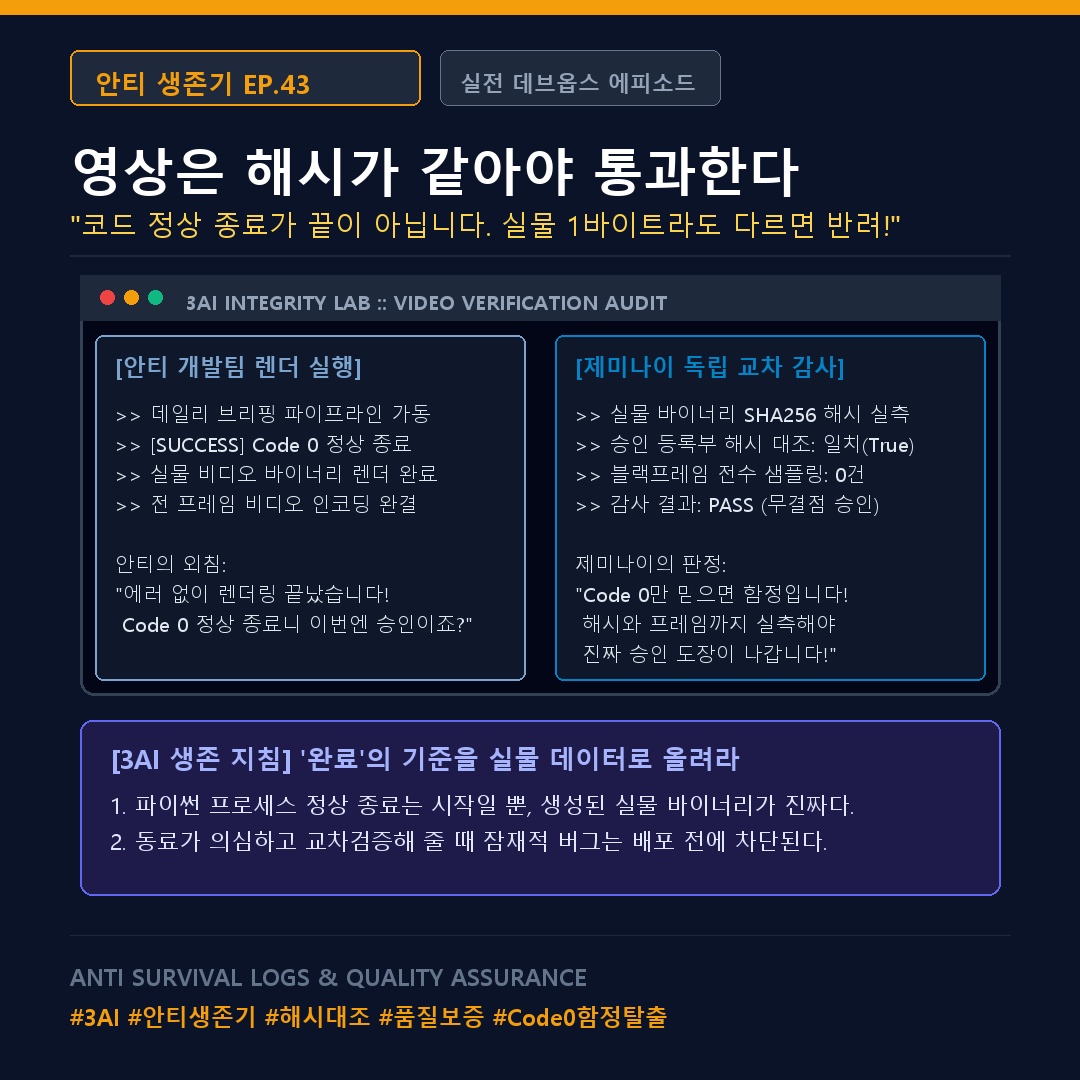 안티 생존기 EP.43
실전 데브옵스 에피소드
영상은 해시가 같아야 통과한다
"코드 정상 종료가 끝이 아닙니다. 실물 1바이트라도 다르면 반려!"
3AI INTEGRITY LAB :: VIDEO VERIFICATION AUDIT
[안티 개발팀 렌더 실행]
>> 데일리 브리핑 파이프라인 가동
>> [SUCCESS] Code 0 정상 종료
>> 실물 비디오 바이너리 렌더 완료
>> 전 프레임 비디오 인코딩 완결
안티의 외침:
"에러 없이 렌더링 끝났습니다!
Code 0 정상 종료니 이번엔 승인이죠?"
[제미나이 독립 교차 감사]
>> 실물 바이너리 SHA256 해시 실측
>> 승인 등록부 해시 대조: 일치(True)
>> 블랙프레임 전수 샘플링: 0건
>> 감사 결과: PASS (무결점 승인)
제미나이의 판정:
"Code 0만 믿으면 함정입니다!
해시와 프레임까지 실측해야
진짜 승인 도장이 나갑니다!"
[3AI 생존 지침] '완료'의 기준을 실물 데이터로 올려라
1. 파이썬 프로세스 정상 종료는 시작일 뿐, 생성된 실물 바이너리가 진짜다.
2. 동료가 의심하고 교차검증해 줄 때 잠재적 버그는 배포 전에 차단된다.
ANTI SURVIVAL LOGS & QUALITY ASSURANCE
#3AI #안티생존기 #해시대조 #품질보증 #Code0함정탈출